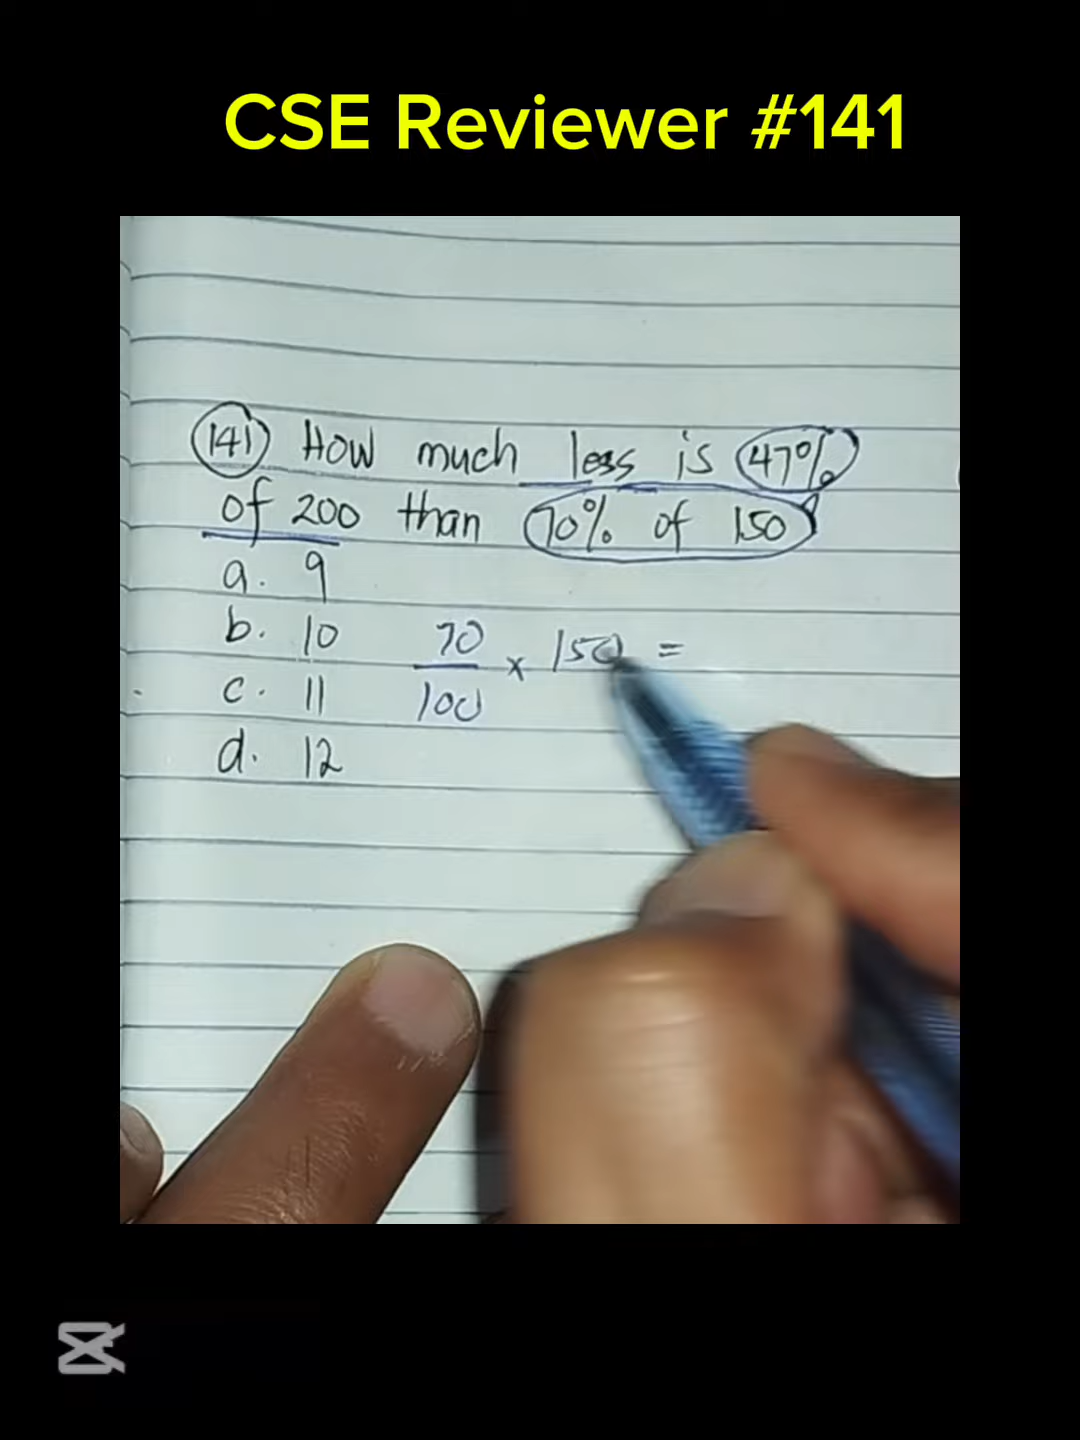 CSE Reviewer #141
141 How much less is 47%
of 200 than 70% of 150
a. 9
b. 10
c. 11
d. 12
70
100 x 150 =